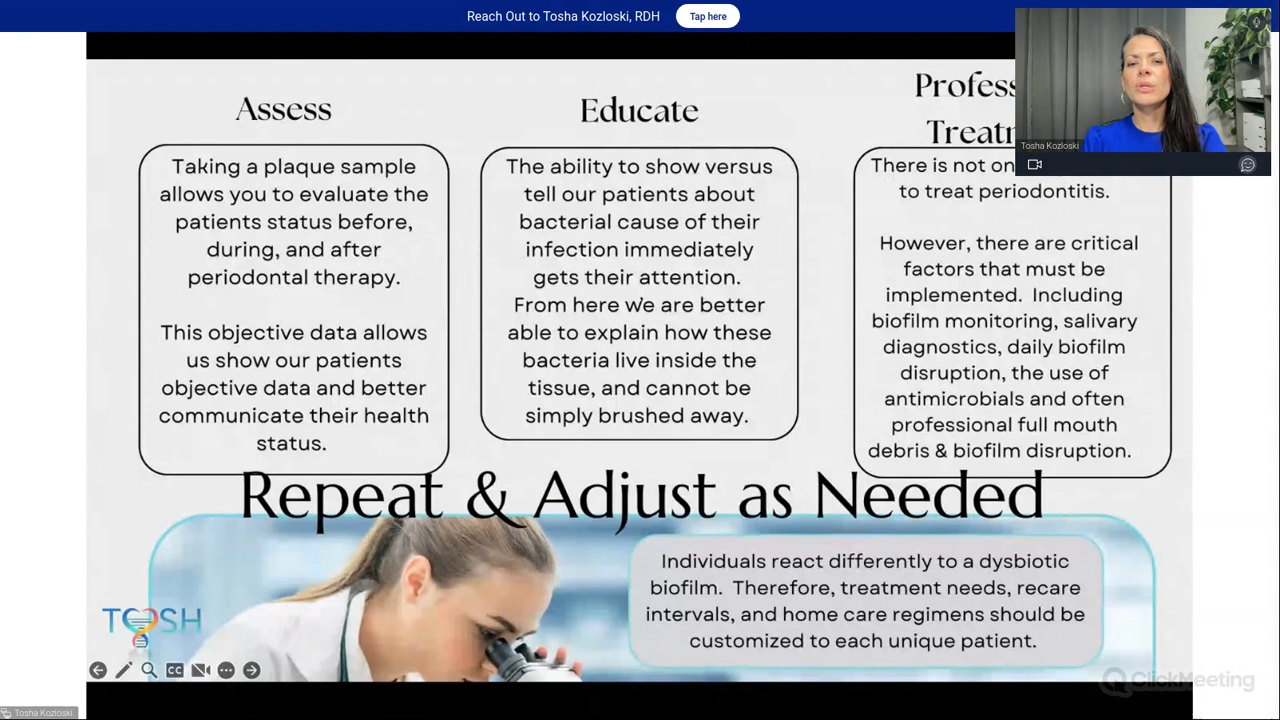 Reach Out to Tosha Kozloski, RDH
Tap here
Assess
Taking a plaque sample
allows you to evaluate the
patients status before,
during, and after
periodontal therapy.
This objective data allows
us show our patients
objective data and better
communicate their health
status.
Educate
The ability to show versus
tell our patients about
bacterial cause of their
infection immediately
gets their attention.
From here we are better
able to explain how these
bacteria live inside the
tissue, and cannot be
simply brushed away.
There is not
to treat periodontitis.
However, there are critical
factors that must be
implemented. Including
biofilm monitoring, salivary
diagnostics, daily biofilm
disruption, the use of
antimicrobials and often
professional full mouth
debris & biofilm disruption.
Tosha Kozloski
Repeat & Adjust as Needed
Individuals react differently to a dysbiotic
biofilm. Therefore, treatment needs, recare
intervals, and home care regimens should be
customized to each unique patient.
TOSH
CC
ClickMeeting
Tosha Kozloski